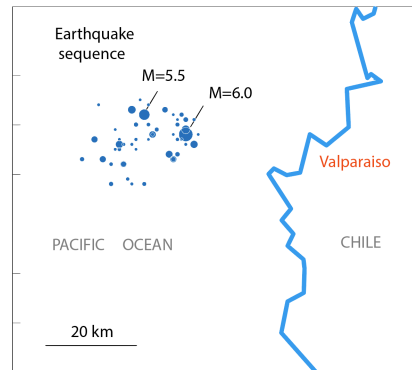 Earthquake
sequence
M=5.5
M=6.0
Valparaiso
PACIFIC OCEAN
CHILE
20 km